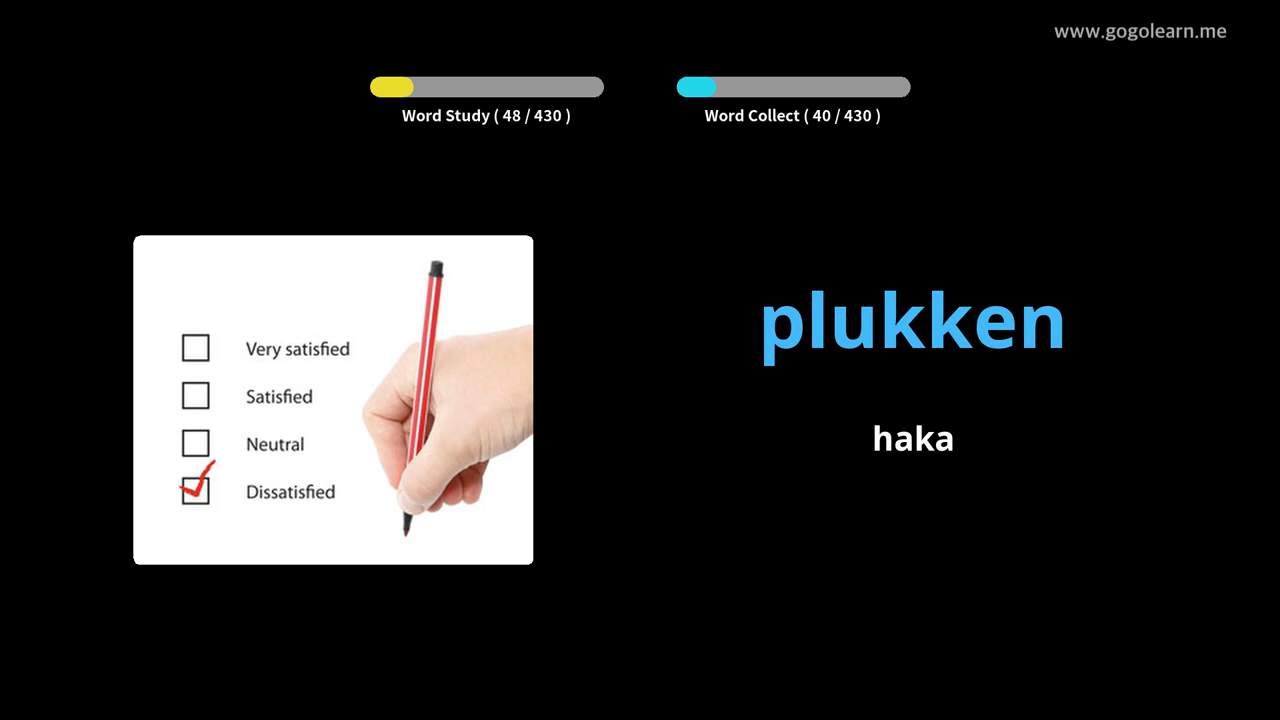 www.gogolearn.me
Word Study ( 48 / 430 )
Word Collect ( 40 / 430 )
Very satisfied
Satisfied
Neutral
Dissatisfied
plukken
haka